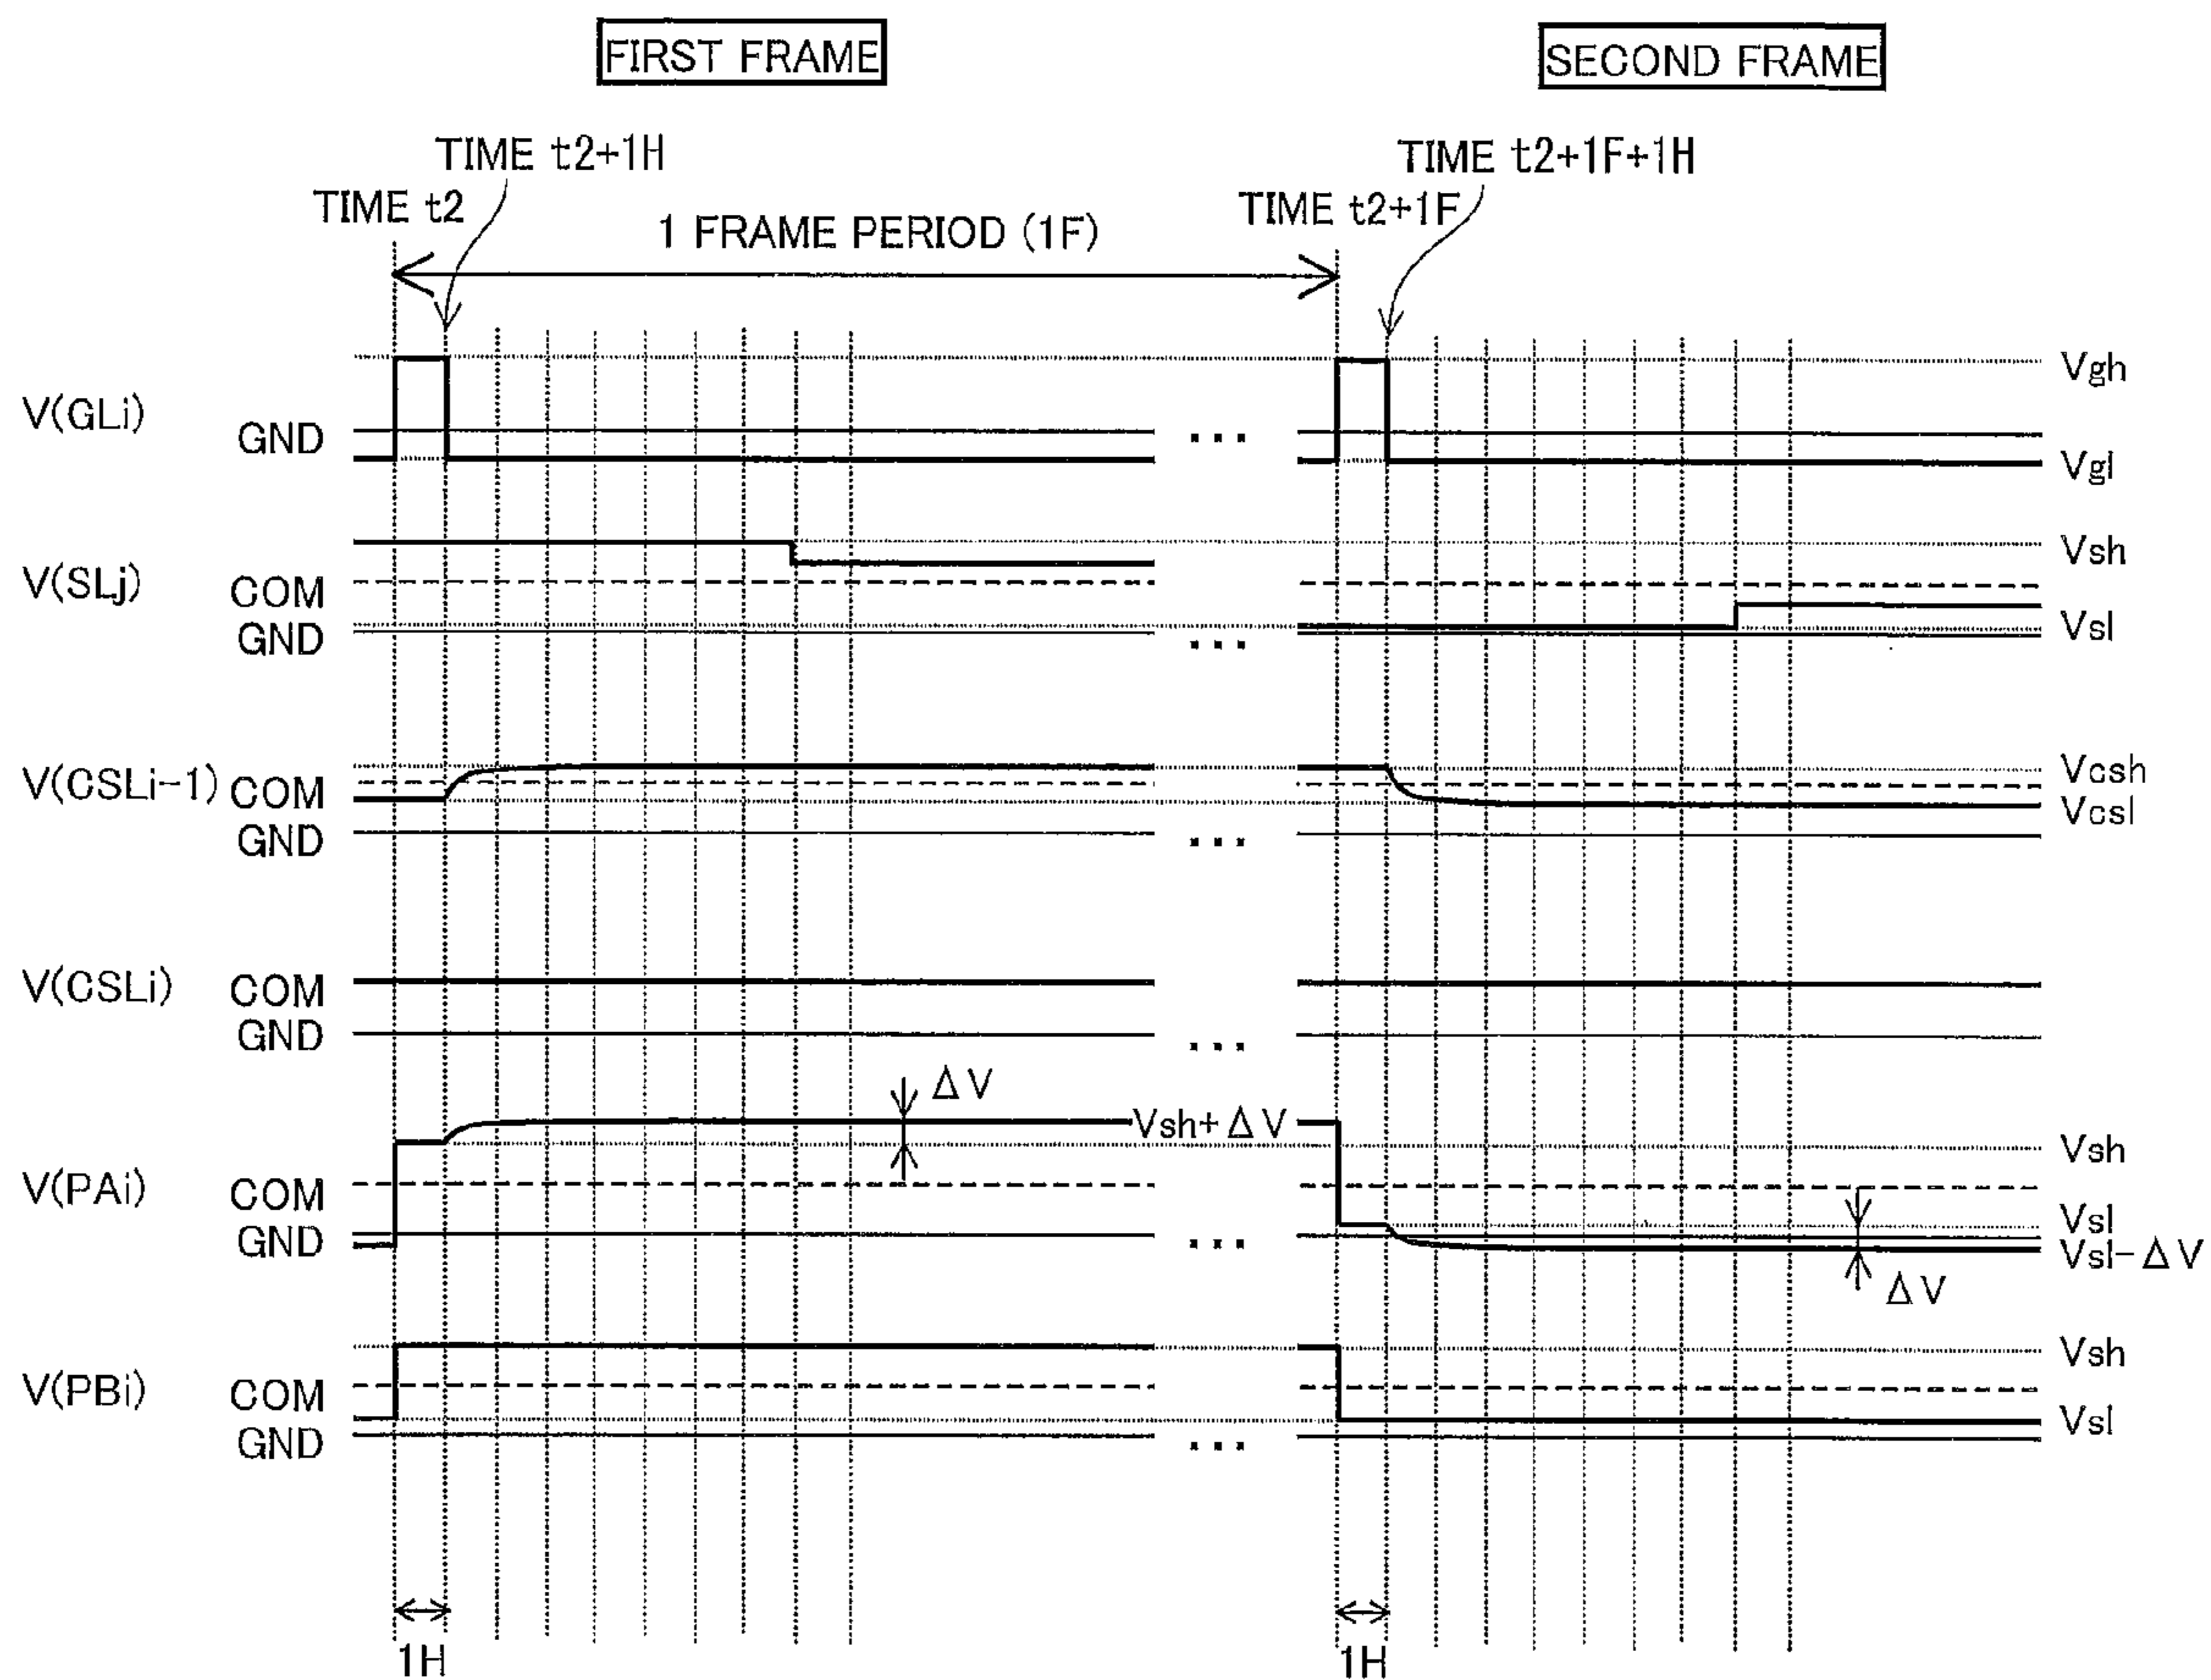 FIRST FRAME
SECOND FRAME
TIME t2+1H
TIME t2+1F+1H
TIME t2
TIME t2+1F
1 FRAME PERIOD (1F)
V(GLi)
GND
...
Vgh
Vgl
V(SLj)
COM
GND
...
Vsh
Vsl
V(CSLi-1)
COM
GND
...
Vcsh
Vcsl
V(CSLi)
COM
GND
...
ΔV
Vsh+ΔV
V(PAi)
COM
GND
...
Vsh
Vsl
Vsl-ΔV
ΔV
V(PBi)
COM
GND
...
Vsh
Vsl
1H
1H